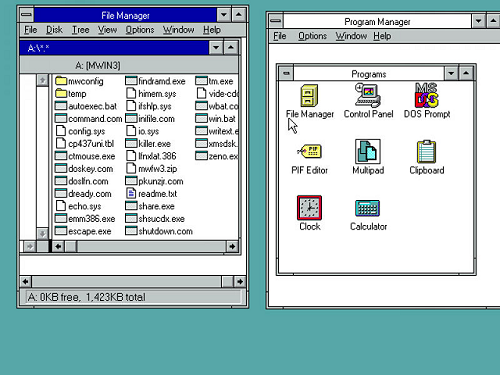 File Manager
File Disk Tree View Options Window Help
A:\*.*
A: [MWIN3]
mwconfig findramd.exe tm.exe
temp himem.sys vide-cdd
autoexec.bat ifshlp.sys wbat.co
command.com inifile.com win.bat
config.sys io.sys writext.e
cp437uni.tbl killer.exe xmsdsk.
ctmouse.exe lfnxlat.386 zeno.ex
doskey.com mwlw3.zip
doslfn.com pkunzjr.com
dready.com readme.txt
echo.sys share.exe
emm386.exe shsucdx.exe
escape.exe shutdown.com
A: 0KB free, 1,423KB total
Program Manager
File Options Window Help
Programs
File Manager Control Panel DOS Prompt
MS
DOS
PIF
PIF Editor Multipad Clipboard
Clock Calculator